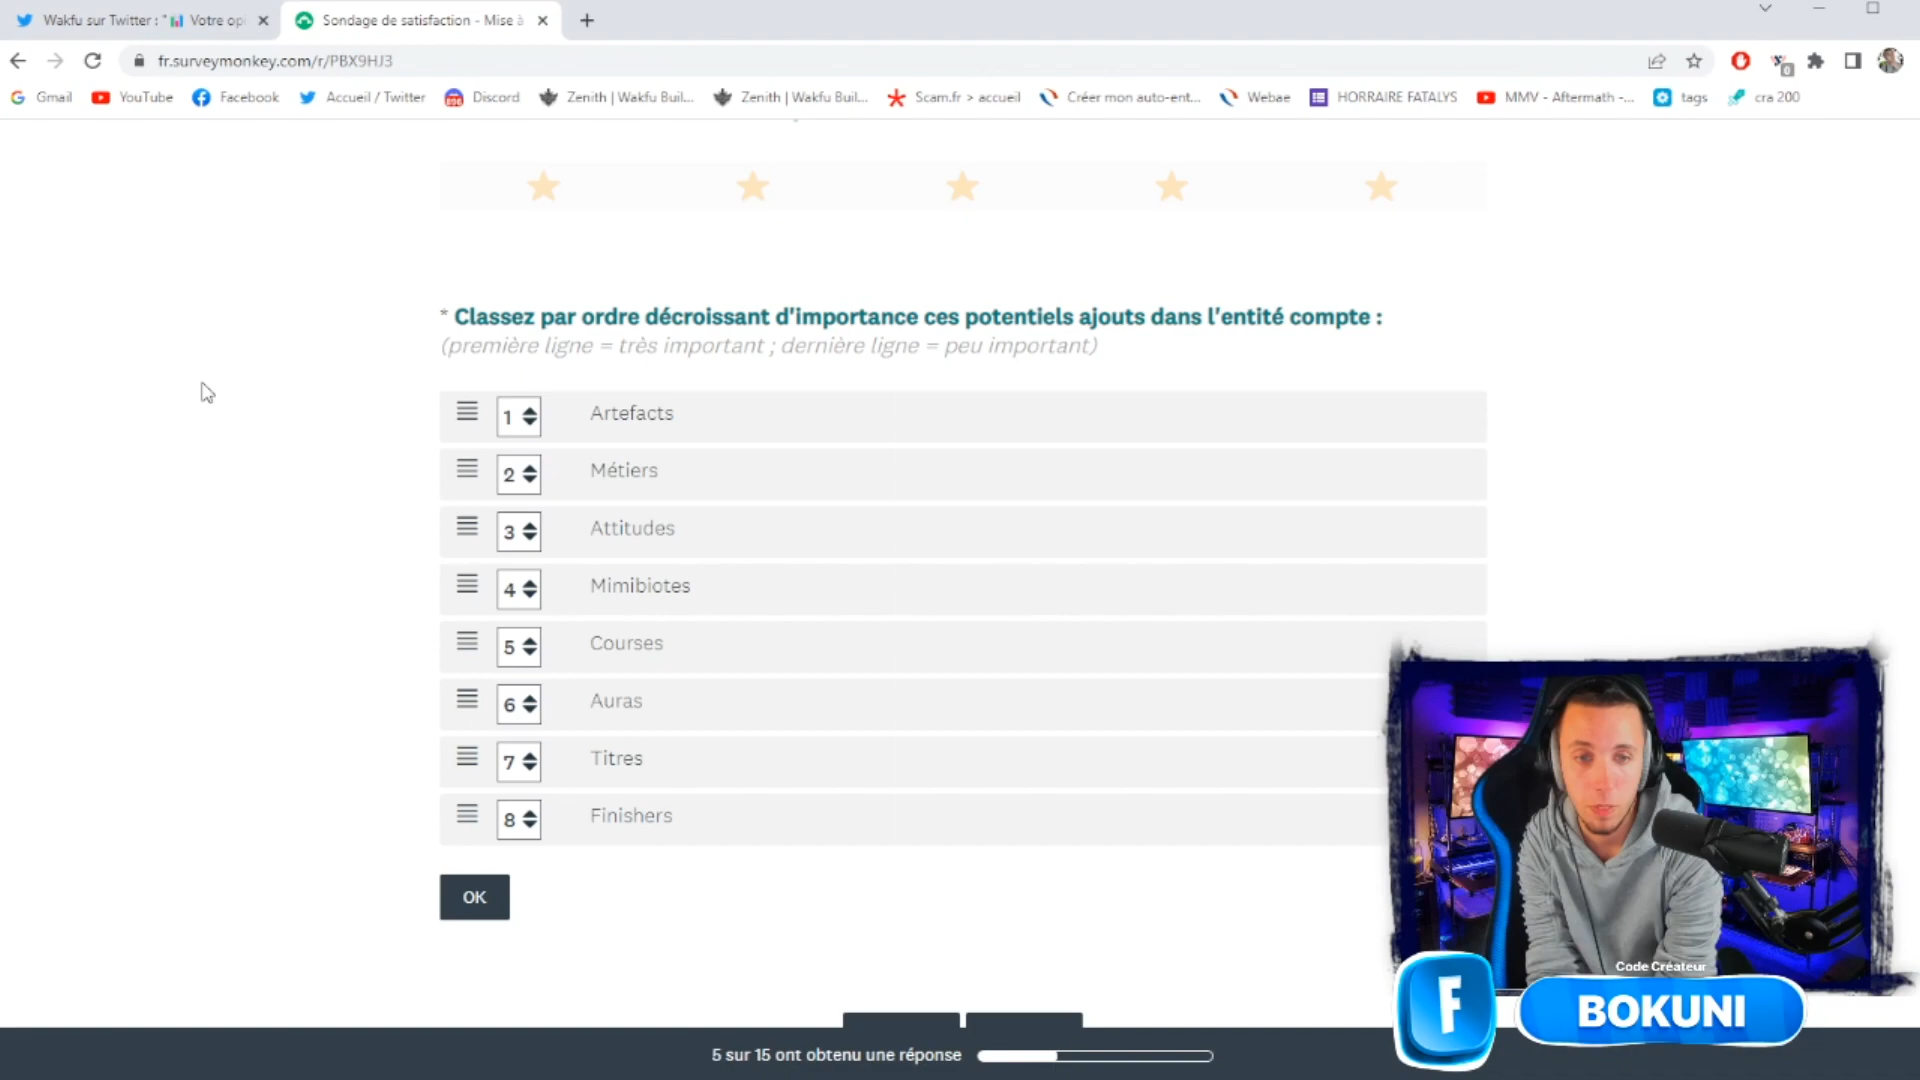 Wakfu sur Twitter : " Votre opi
Sondage de satisfaction - Mise à
fr.surveymonkey.com/r/PBX9HJ3
Gmail
YouTube
Facebook
Accueil / Twitter
Discord
Zenith | Wakfu Buil...
Zenith | Wakfu Buil...
Scam.fr > accueil
Créer mon auto-ent...
Webae
HORRAIRE FATALYS
MMV - Aftermath -...
tags
cra 200
* Classez par ordre décroissant d'importance ces potentiels ajouts dans l'entité compte :
(première ligne = très important ; dernière ligne = peu important)
1 Artefacts
2 Métiers
3 Attitudes
4 Mimibiotes
5 Courses
6 Auras
7 Titres
8 Finishers
OK
5 sur 15 ont obtenu une réponse
Code Créateur
F
BOKUNI